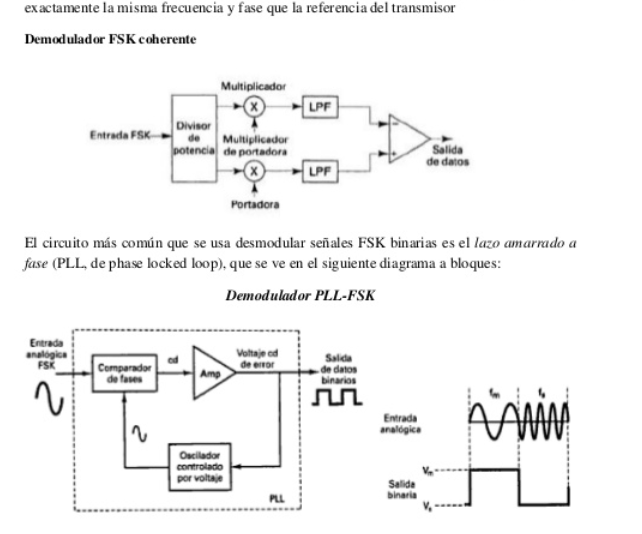 exactamente la misma frecuencia y fase que la referencia del transmisor
Demodulador FSK coherente
Multiplicador
X
LPF
Entrada FSK
Divisor
de
potencia
Multiplicador
de portadora
-
+
Salida
de datos
X
LPF
Portadora
El circuito más común que se usa desmodular señales FSK binarias es el lazo amarrado a
fase (PLL, de phase locked loop), que se ve en el siguiente diagrama a bloques:
Demodulador PLL-FSK
Entrada
analógica
FSK
Comparador
de fases
cd
Amp
Voltaje cd
de error
Salida
de datos
binarios
Oscilador
controlado
por voltaje
PLL
fm
fs
Entrada
analógica
Vm
Salida
binaria
Vs